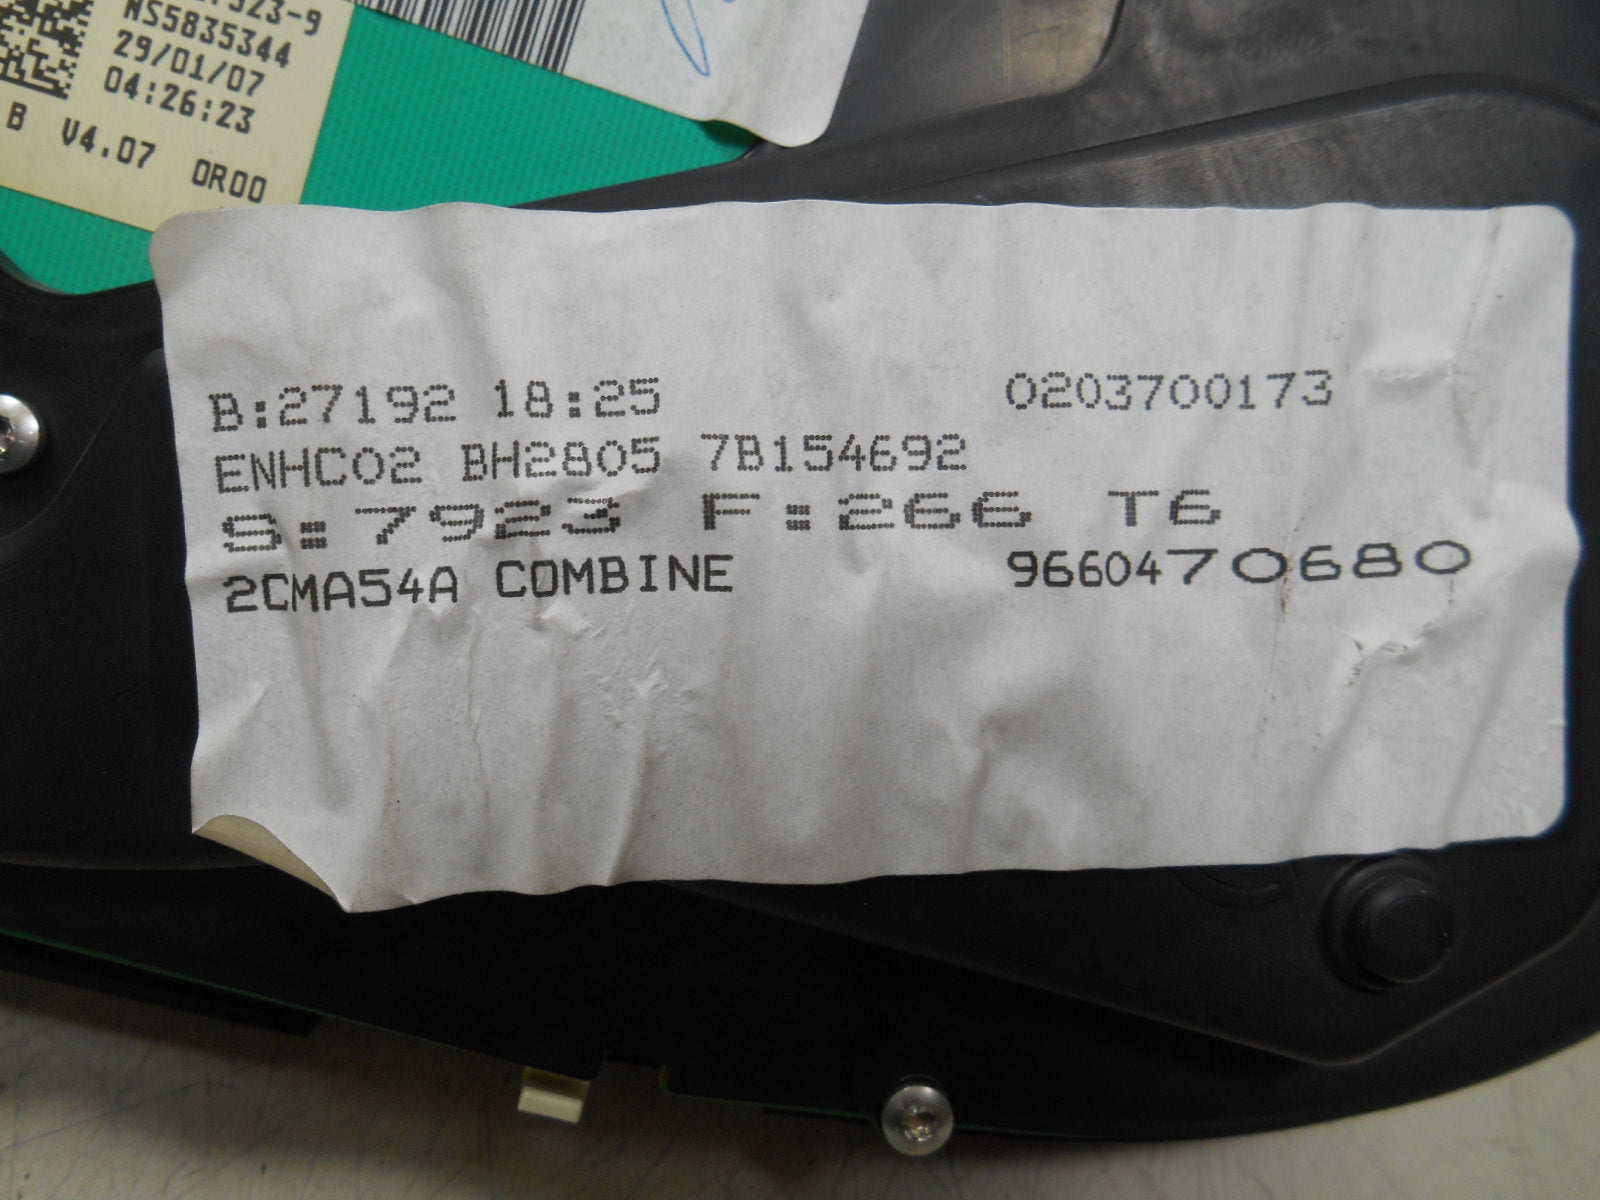 NS5835344
29/01/07
04:26:23
B V4.07 0R00
B:27192 18:25 0203700173
ENHC02 BH2805 7B154692
S:7923 F:266 T6
2CMA54A COMBINE 9660470680